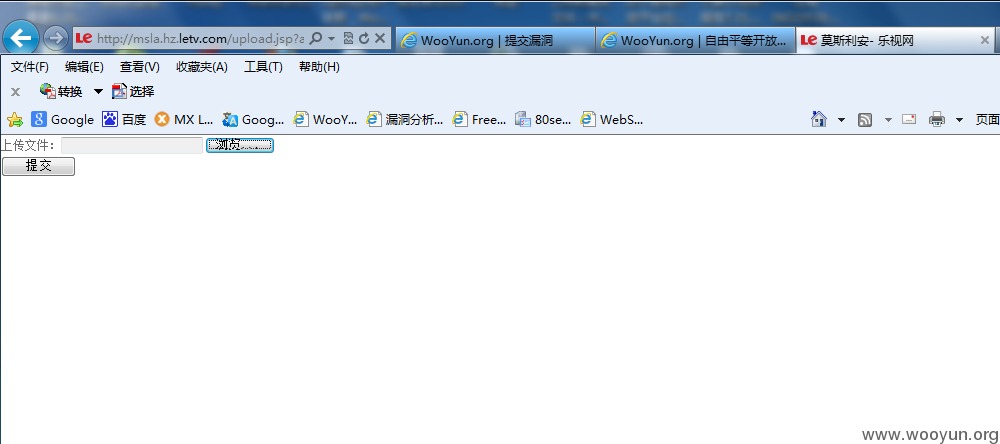 http://msla.hz.letv.com/upload.jsp?a
WooYun.org | 提交漏洞
WooYun.org | 自由平等开放...
莫斯利安- 乐视网
文件(F) 编辑(E) 查看(V) 收藏夹(A) 工具(T) 帮助(H)
转换 选择
Google 百度 MX L... Goog... WooY... 漏洞分析... Free... 80se... WebS... 页面
上传文件: 浏览...
提交
www.wooyun.org